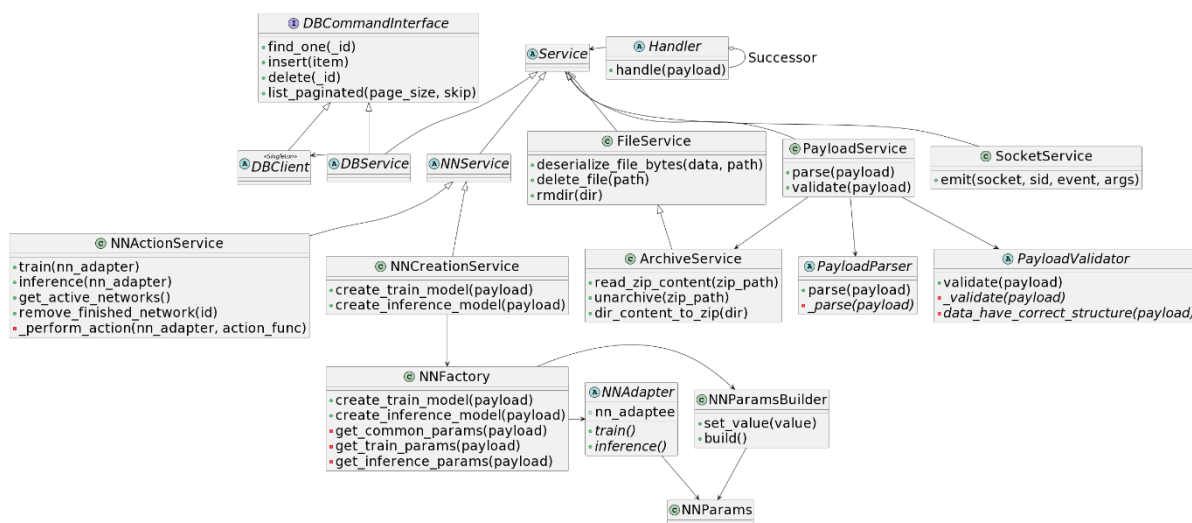 I DBCommandInterface
find_one(_id)
insert(item)
delete(_id)
list_paginated(page_size, skip)
A Service
A Handler
handle(payload)
Successor
«Singleton»
A DBClient
A DBService
A NNService
C FileService
deserialize_file_bytes(data, path)
delete_file(path)
rmdir(dir)
C PayloadService
parse(payload)
validate(payload)
C SocketService
emit(socket, sid, event, args)
C NNActionService
train(nn_adapter)
inference(nn_adapter)
get_active_networks()
remove_finished_network(id)
_perform_action(nn_adapter, action_func)
C NNCreationService
create_train_model(payload)
create_inference_model(payload)
C ArchiveService
read_zip_content(zip_path)
unarchive(zip_path)
dir_content_to_zip(dir)
A PayloadParser
parse(payload)
_parse(payload)
A PayloadValidator
validate(payload)
_validate(payload)
data_have_correct_structure(payload)
C NNFactory
create_train_model(payload)
create_inference_model(payload)
get_common_params(payload)
get_train_params(payload)
get_inference_params(payload)
A NNAdapter
nn_adaptee
train()
inference()
C NNParamsBuilder
set_value(value)
build()
C NNParams